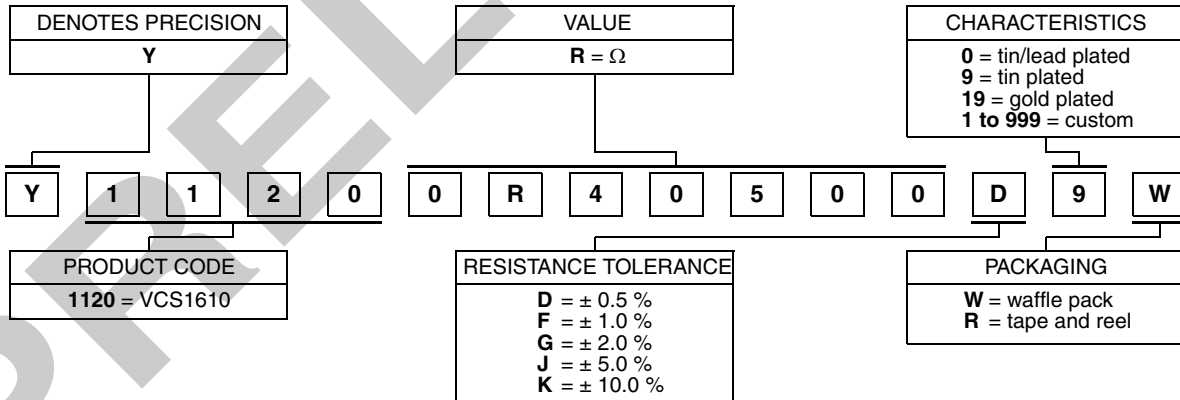 DENOTES PRECISION
Y
VALUE
R = Ω
CHARACTERISTICS
0 = tin/lead plated
9 = tin plated
19 = gold plated
1 to 999 = custom
Y 1 1 2 0 0 R 4 0 5 0 0 D 9 W
PRODUCT CODE
1120 = VCS1610
RESISTANCE TOLERANCE
D = ± 0.5 %
F = ± 1.0 %
G = ± 2.0 %
J = ± 5.0 %
K = ± 10.0 %
PACKAGING
W = waffle pack
R = tape and reel
PREL